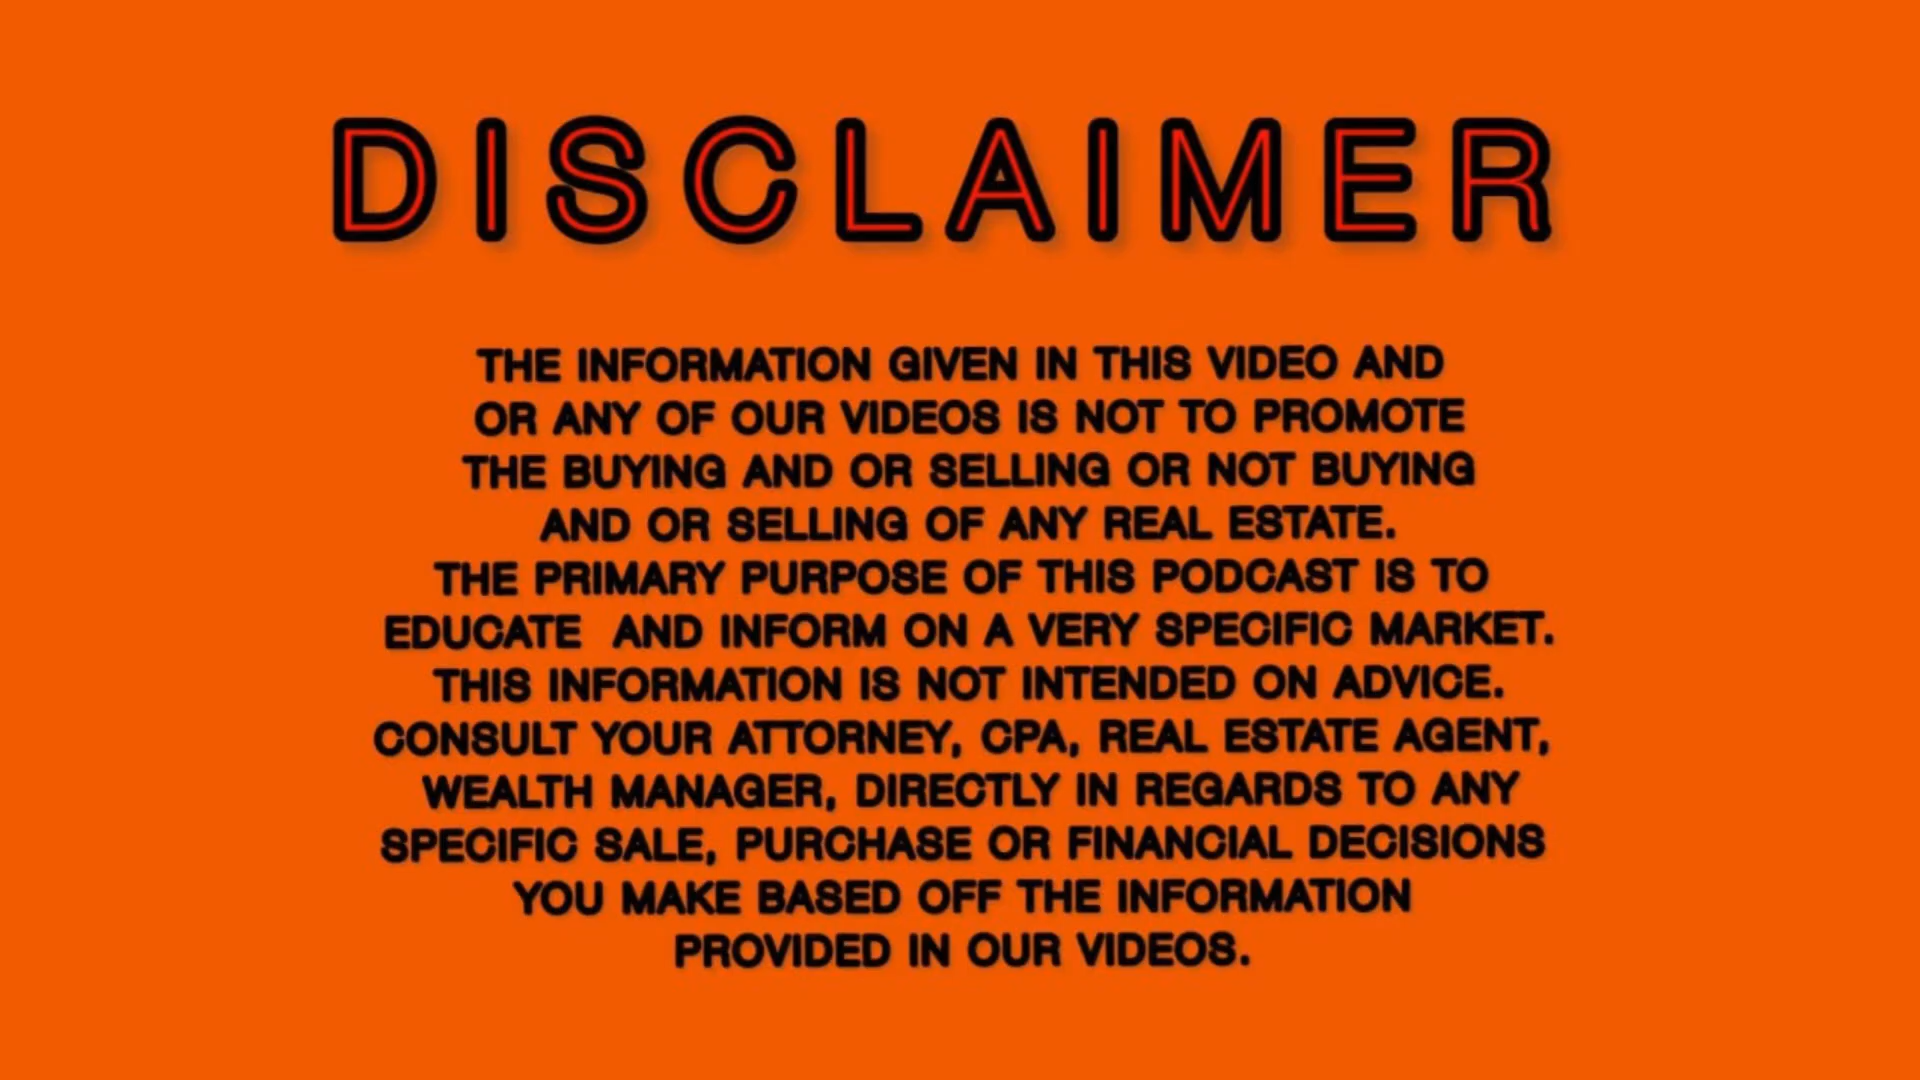 DISCLAIMER
THE INFORMATION GIVEN IN THIS VIDEO AND
OR ANY OF OUR VIDEOS IS NOT TO PROMOTE
THE BUYING AND OR SELLING OR NOT BUYING
AND OR SELLING OF ANY REAL ESTATE.
THE PRIMARY PURPOSE OF THIS PODCAST IS TO
EDUCATE  AND INFORM ON A VERY SPECIFIC MARKET.
THIS INFORMATION IS NOT INTENDED ON ADVICE.
CONSULT YOUR ATTORNEY, CPA, REAL ESTATE AGENT,
WEALTH MANAGER, DIRECTLY IN REGARDS TO ANY
SPECIFIC SALE, PURCHASE OR FINANCIAL DECISIONS
YOU MAKE BASED OFF THE INFORMATION
PROVIDED IN OUR VIDEOS.